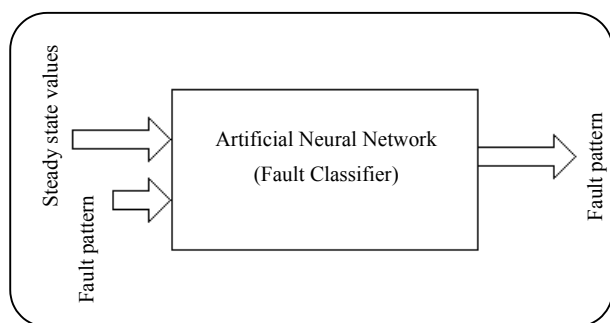 Steady state values
Fault pattern
Artificial Neural Network
(Fault Classifier)
Fault pattern